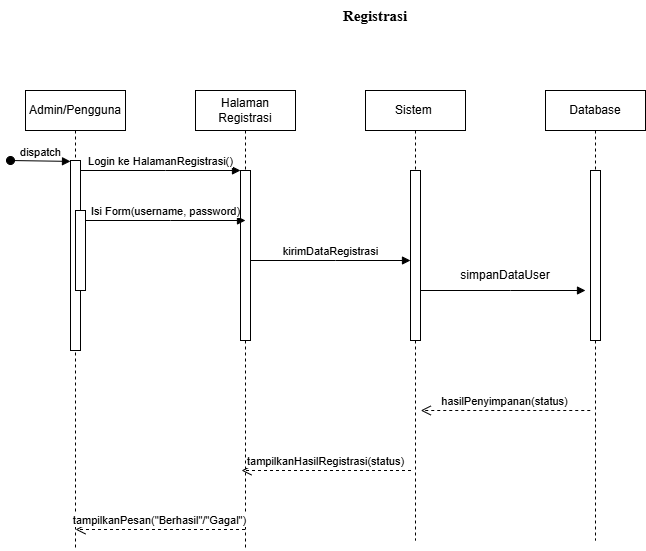 Registrasi
Admin/Pengguna
Halaman
Registrasi
Sistem
Database
dispatch
Login ke HalamanRegistrasi()
Isi Form(username, password)
kirimDataRegistrasi
simpanDataUser
hasilPenyimpanan(status)
tampilkanHasilRegistrasi(status)
tampilkanPesan("Berhasil"/"Gagal")